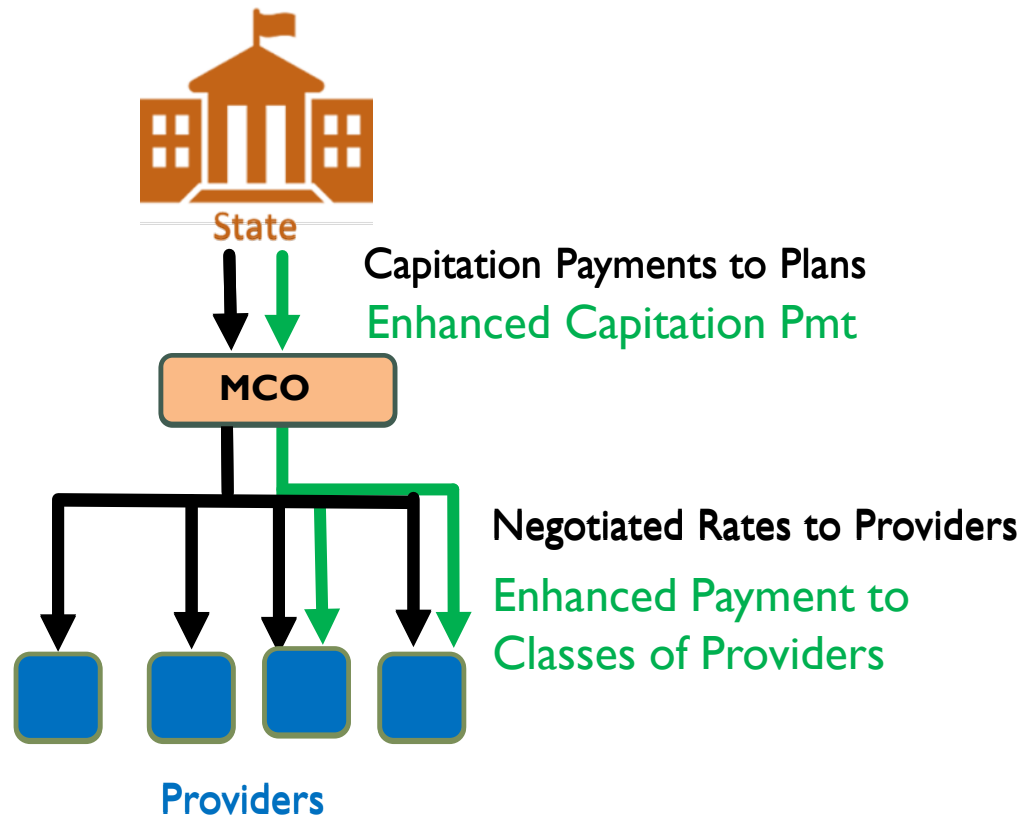 State
Capitation Payments to Plans
Enhanced Capitation Pmt
MCO
Negotiated Rates to Providers
Enhanced Payment to
Classes of Providers
Providers